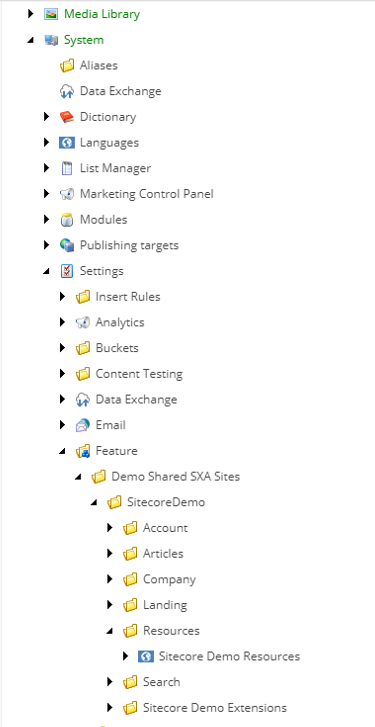 Media Library
System
Aliases
Data Exchange
Dictionary
Languages
List Manager
Marketing Control Panel
Modules
Publishing targets
Settings
Insert Rules
Analytics
Buckets
Content Testing
Data Exchange
Email
Feature
Demo Shared SXA Sites
SitecoreDemo
Account
Articles
Company
Landing
Resources
Sitecore Demo Resources
Search
Sitecore Demo Extensions